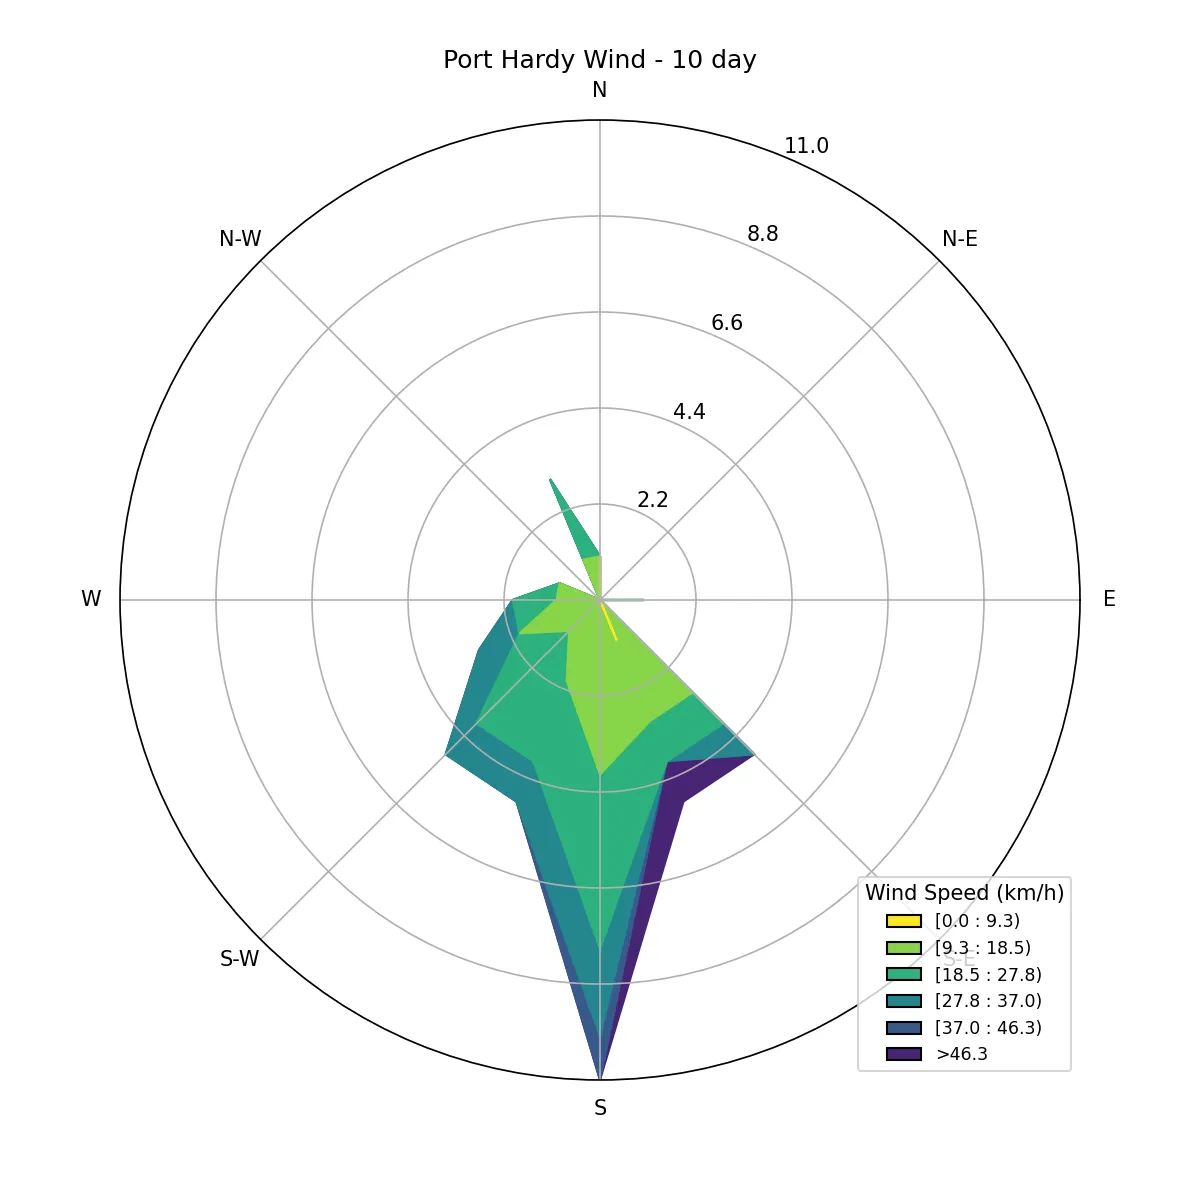 Port Hardy Wind - 10 day
N
11.0
N-W
8.8
N-E
6.6
4.4
2.2
W
E
Wind Speed (km/h)
[0.0 : 9.3)
[9.3 : 18.5)
S-W
S-E
[18.5 : 27.8)
[27.8 : 37.0)
[37.0 : 46.3)
>46.3
S